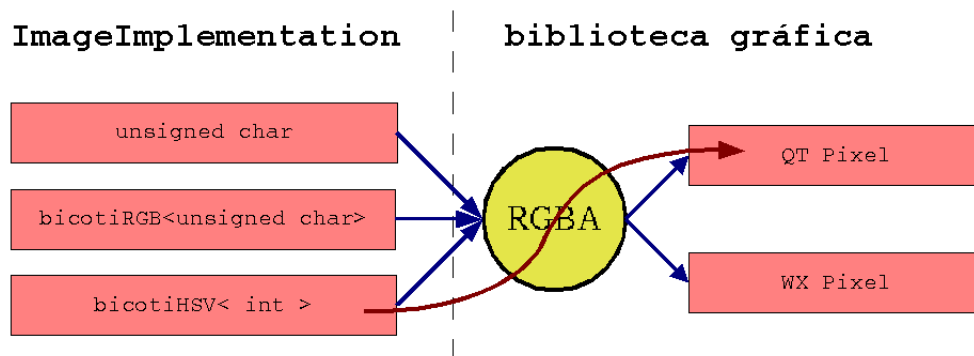 ImageImplementation
biblioteca gráfica
unsigned char
bicotiRGB<unsigned char>
bicotiHSV< int >
RGBA
QT Pixel
WX Pixel